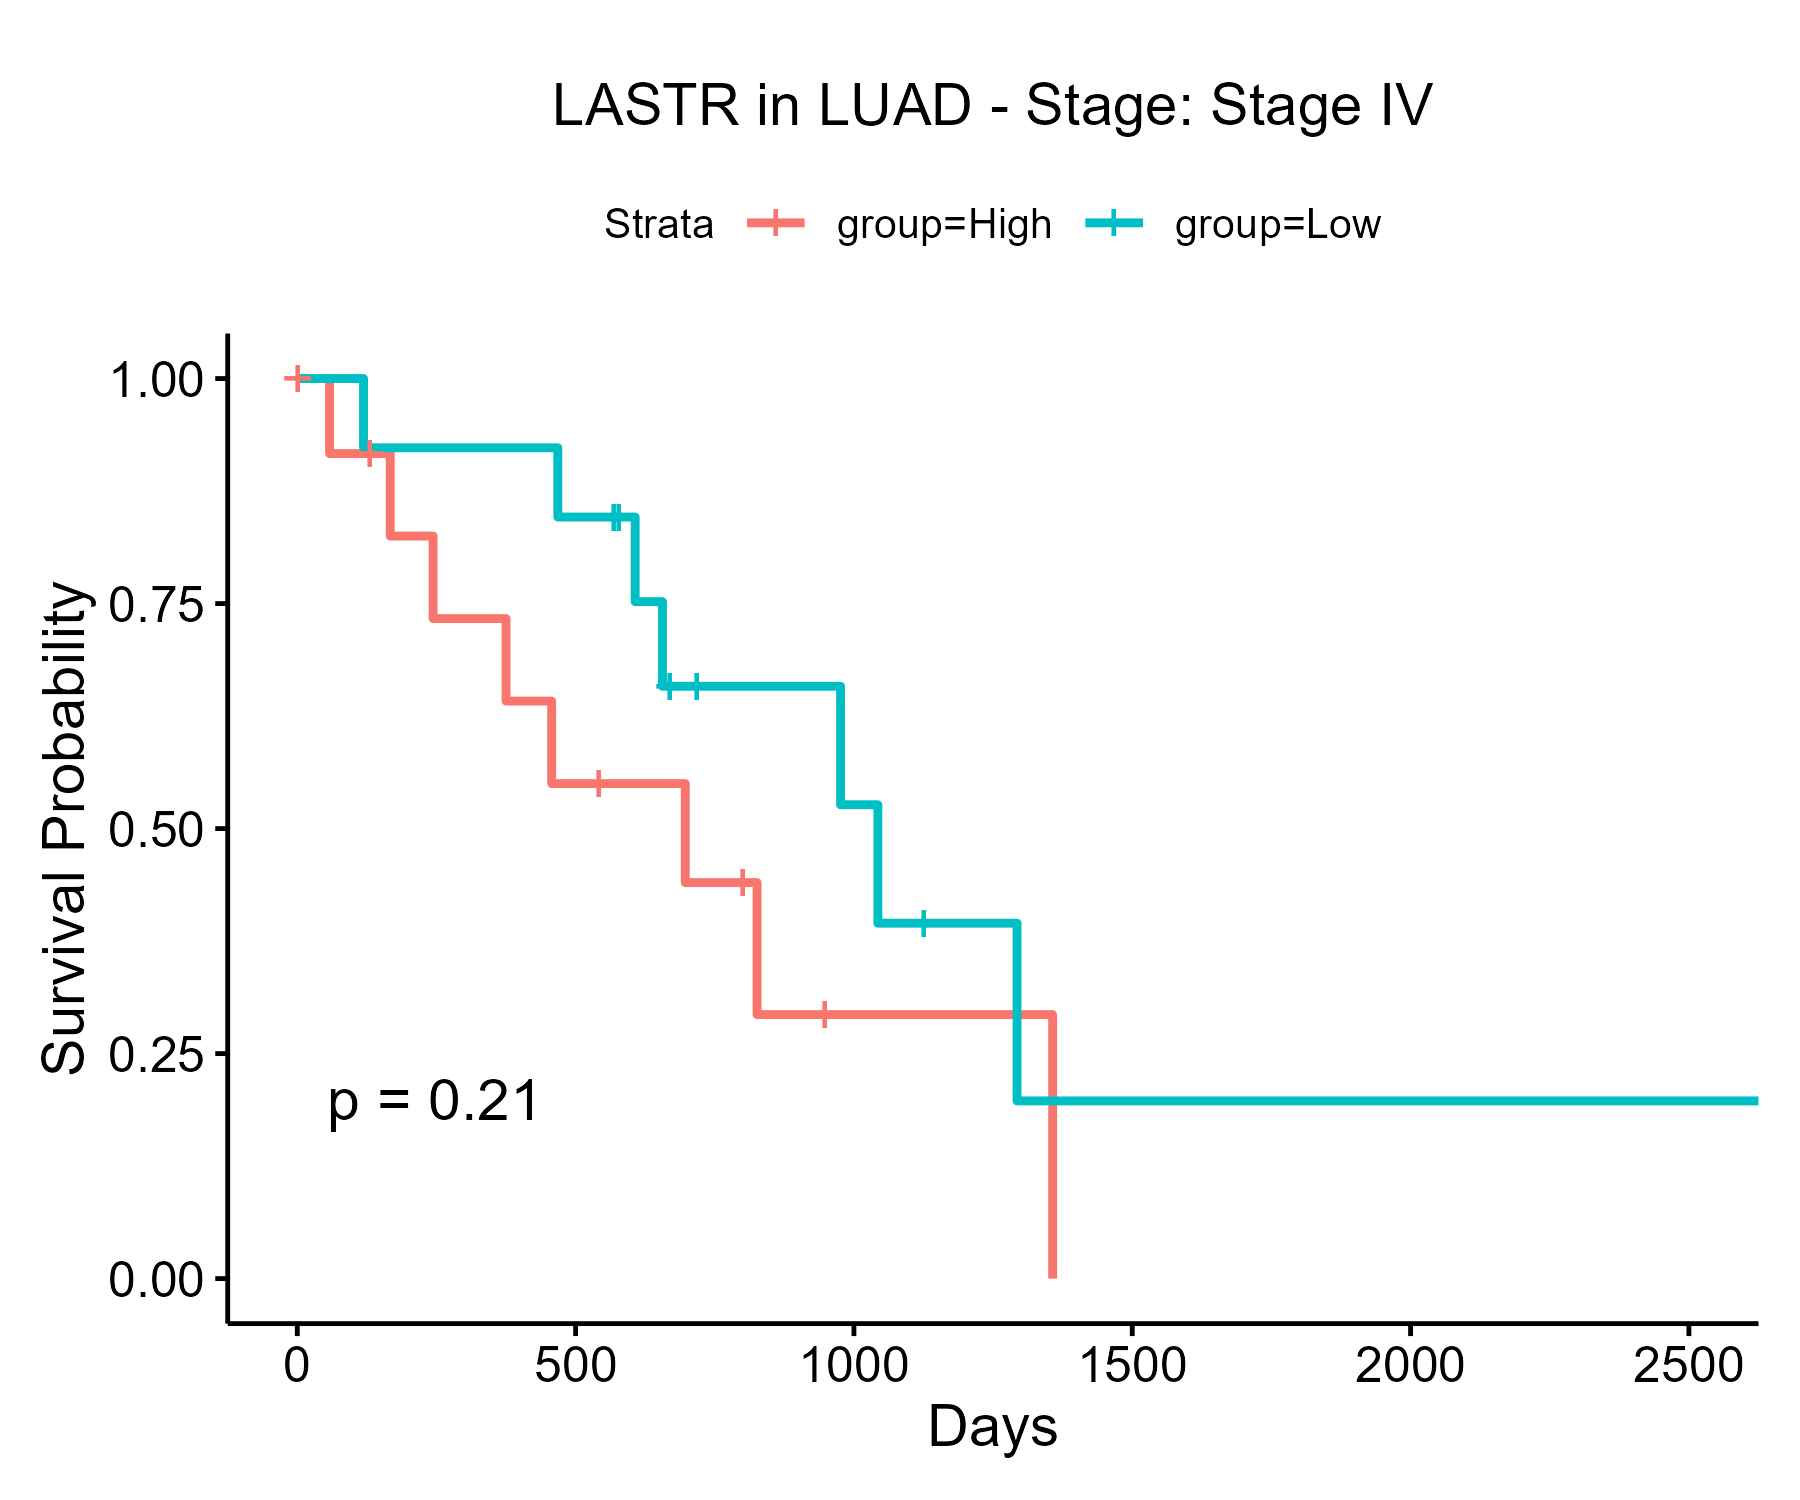 LASTR in LUAD - Stage: Stage IV
Strata group=High group=Low
Survival Probability
1.00
0.75
0.50
0.25
0.00
p = 0.21
0 500 1000 1500 2000 2500
Days